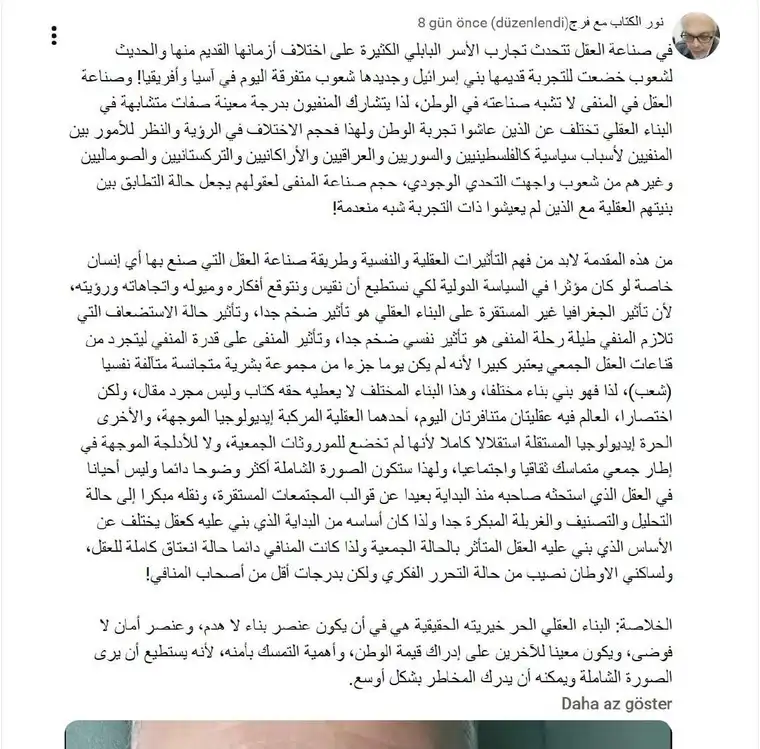 نور الكتاب مع فرج(düzenlendi) 8 gün önce
في صناعة العقل تتحدث تجارب الأسر البابلي الكثيرة على اختلاف أزمانها القديم منها والحديث
لشعوب خضعت للتجربة قديمها بني إسرائيل وجديدها شعوب متفرقة اليوم في آسيا وأفريقيا! وصناعة
العقل في المنفى لا تشبه صناعته في الوطن، لذا يتشارك المنفيون بدرجة معينة صفات متشابهة في
البناء العقلي تختلف عن الذين عاشوا تجربة الوطن ولهذا فحجم الاختلاف في الرؤية والنظر للأمور بين
المنفيين لأسباب سياسية كالفلسطينيين والسوريين والعراقيين والأراكانيين والتركستانيين والصوماليين
وغيرهم من شعوب واجهت التحدي الوجودي، حجم صناعة المنفى لعقولهم يجعل حالة التطابق بين
بنيتهم العقلية مع الذين لم يعيشوا ذات التجربة شبه منعدمة!
من هذه المقدمة لابد من فهم التأثيرات العقلية والنفسية وطريقة صناعة العقل التي صنع بها أي إنسان
خاصة لو كان مؤثرا في السياسة الدولية لكي نستطيع أن نقيس ونتوقع أفكاره وميوله واتجاهاته ورؤيته،
لأن تأثير الجغرافيا غير المستقرة على البناء العقلي هو تأثير ضخم جدا، وتأثير حالة الاستضعاف التي
تلازم المنفي طيلة رحلة المنفى هو تأثير نفسي ضخم جدا، وتأثير المنفى على قدرة المنفي ليتجرد من
قناعات العقل الجمعي يعتبر كبيرا لأنه لم يكن يوما جزءا من مجموعة بشرية متجانسة متآلفة نفسيا
(شعب)، لذا فهو بني بناء مختلفا، وهذا البناء المختلف لا يعطيه حقه كتاب وليس مجرد مقال، ولكن
اختصارا، العالم فيه عقليتان متنافرتان اليوم، أحدهما العقلية المركبة إيديولوجيا الموجهة، والأخرى
الحرة إيديولوجيا المستقلة استقلالا كاملا لأنها لم تخضع للموروثات الجمعية، ولا للأدلجة الموجهة في
إطار جمعي متماسك ثقاقيا واجتماعيا، ولهذا ستكون الصورة الشاملة أكثر وضوحا دائما وليس أحيانا
في العقل الذي استحثه صاحبه منذ البداية بعيدا عن قوالب المجتمعات المستقرة، ونقله مبكرا إلى حالة
التحليل والتصنيف والغربلة المبكرة جدا ولذا كان أساسه من البداية الذي بني عليه كعقل يختلف عن
الأساس الذي بني عليه العقل المتأثر بالحالة الجمعية ولذا كانت المنافي دائما حالة انعتاق كاملة للعقل،
ولساكني الاوطان نصيب من حالة التحرر الفكري ولكن بدرجات أقل من أصحاب المنافي!
الخلاصة: البناء العقلي الحر خيريته الحقيقية هي في أن يكون عنصر بناء لا هدم، وعنصر أمان لا
فوضى، ويكون معينا للآخرين على إدراك قيمة الوطن، وأهمية التمسك بأمنه، لأنه يستطيع أن يرى
الصورة الشاملة ويمكنه أن يدرك المخاطر بشكل أوسع.
Daha az göster